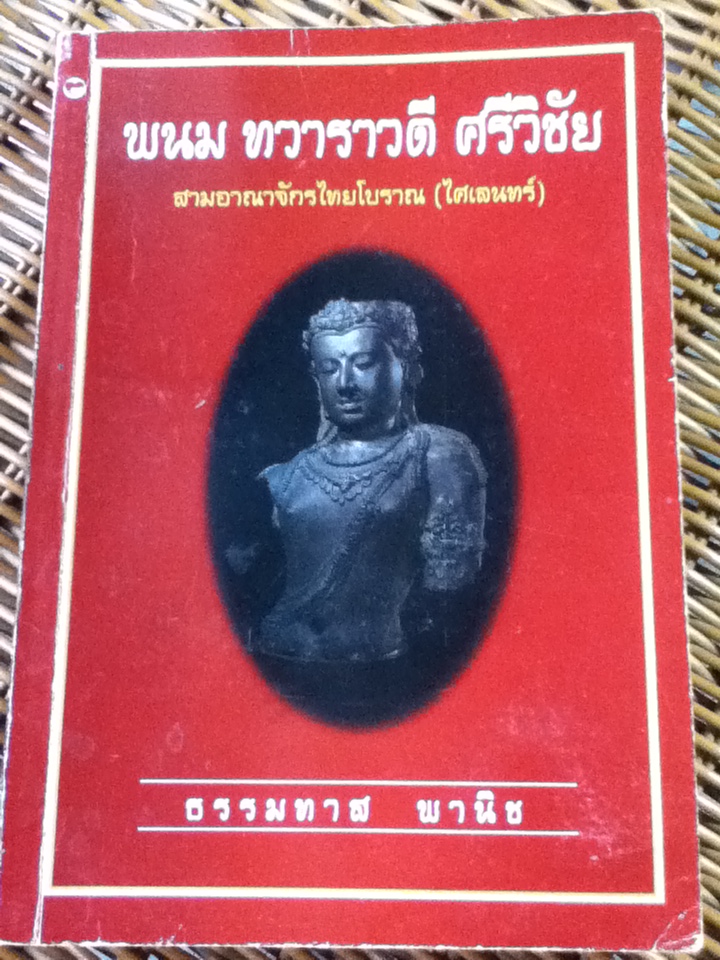 พนม ทวาราวดี ศรีวิชัย
สามอาณาจักรไทยโบราณ (ไศเลนทร์)
ธรรมทาส พานิช